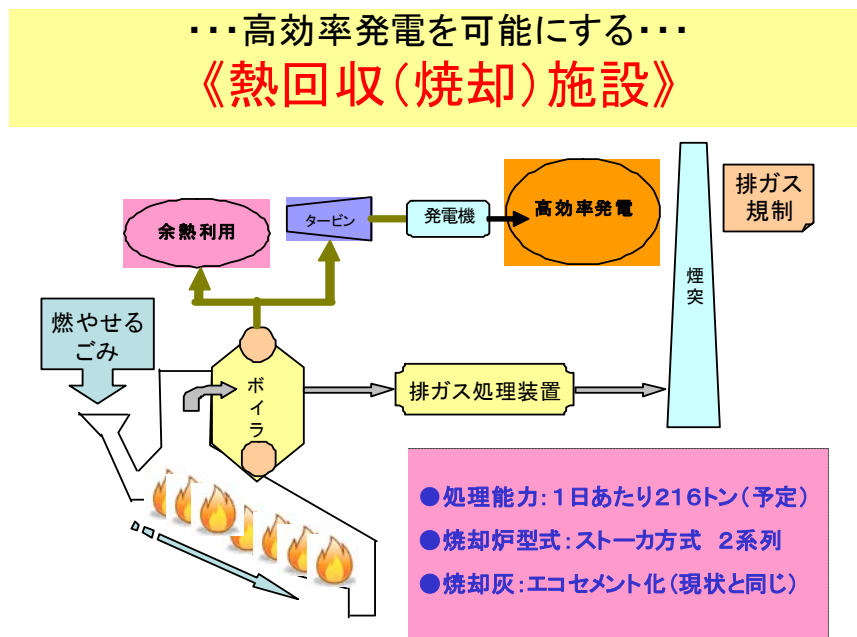 ･･･高効率発電を可能にする･･･
《熱回収(焼却)施設》
余熱利用
タービン
発電機
高効率発電
煙突
排ガス
規制
燃やせる
ごみ
ボイラ
排ガス処理装置
●処理能力:1日あたり216トン(予定)
●焼却炉型式:ストーカ方式 2系列
●焼却灰:エコセメント化(現状と同じ)